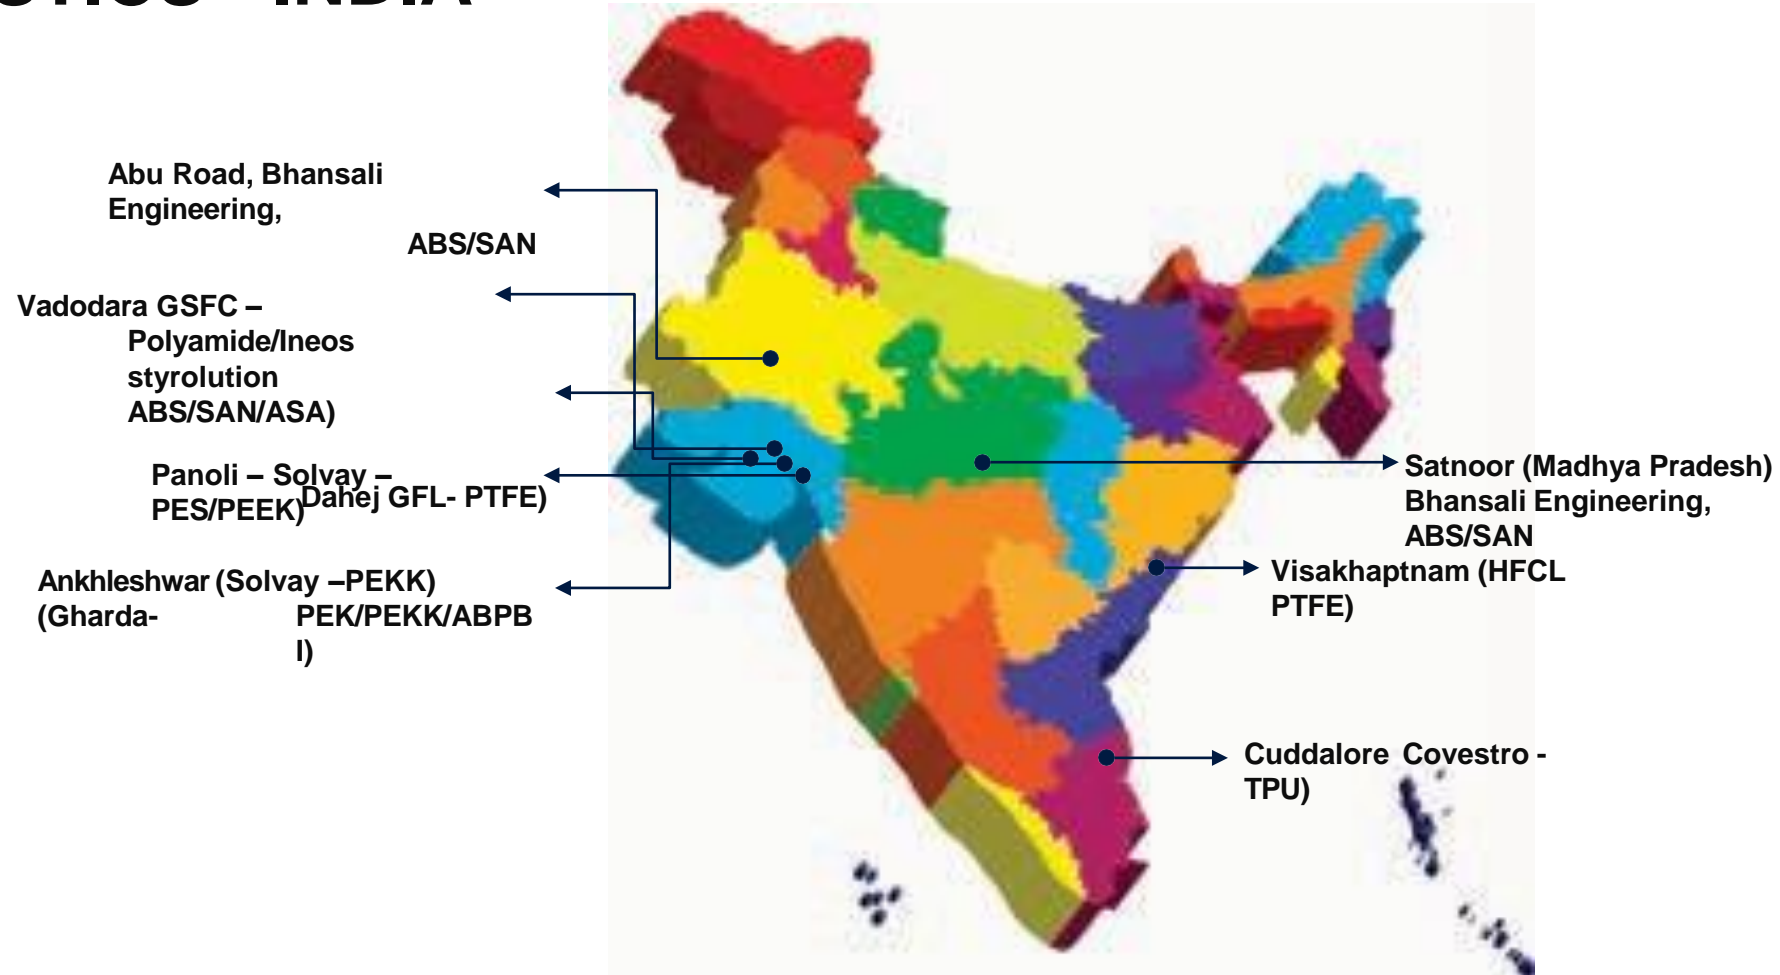 INDIA
Abu Road, Bhansali
Engineering,
ABS/SAN
Vadodara GSFC –
Polyamide/Ineos
styrolution
ABS/SAN/ASA)
Panoli – Solvay –
PES/PEEK)
Dahej GFL- PTFE)
Ankhleshwar (Solvay –PEKK)
(Gharda- PEK/PEKK/ABPB
I)
Satnoor (Madhya Pradesh)
Bhansali Engineering,
ABS/SAN
Visakhaptnam (HFCL
PTFE)
Cuddalore Covestro -
TPU)